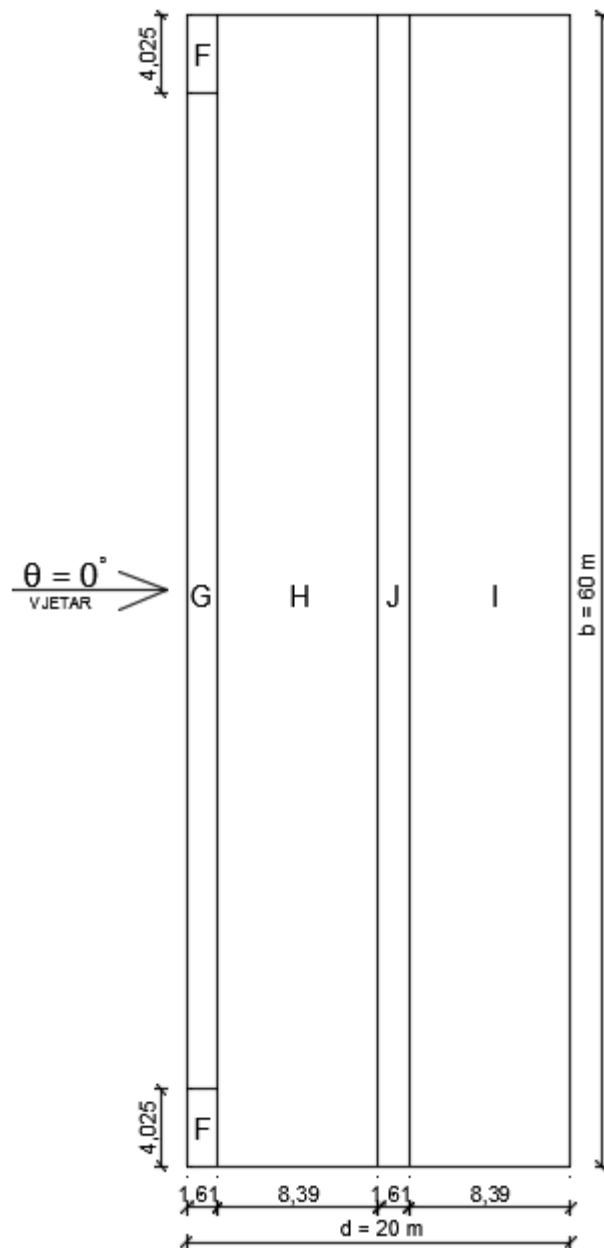 4,025
F
θ = 0°
VJETAR
G
H
J
I
b = 60 m
4,025
F
1,61
8,39
1,61
8,39
d = 20 m